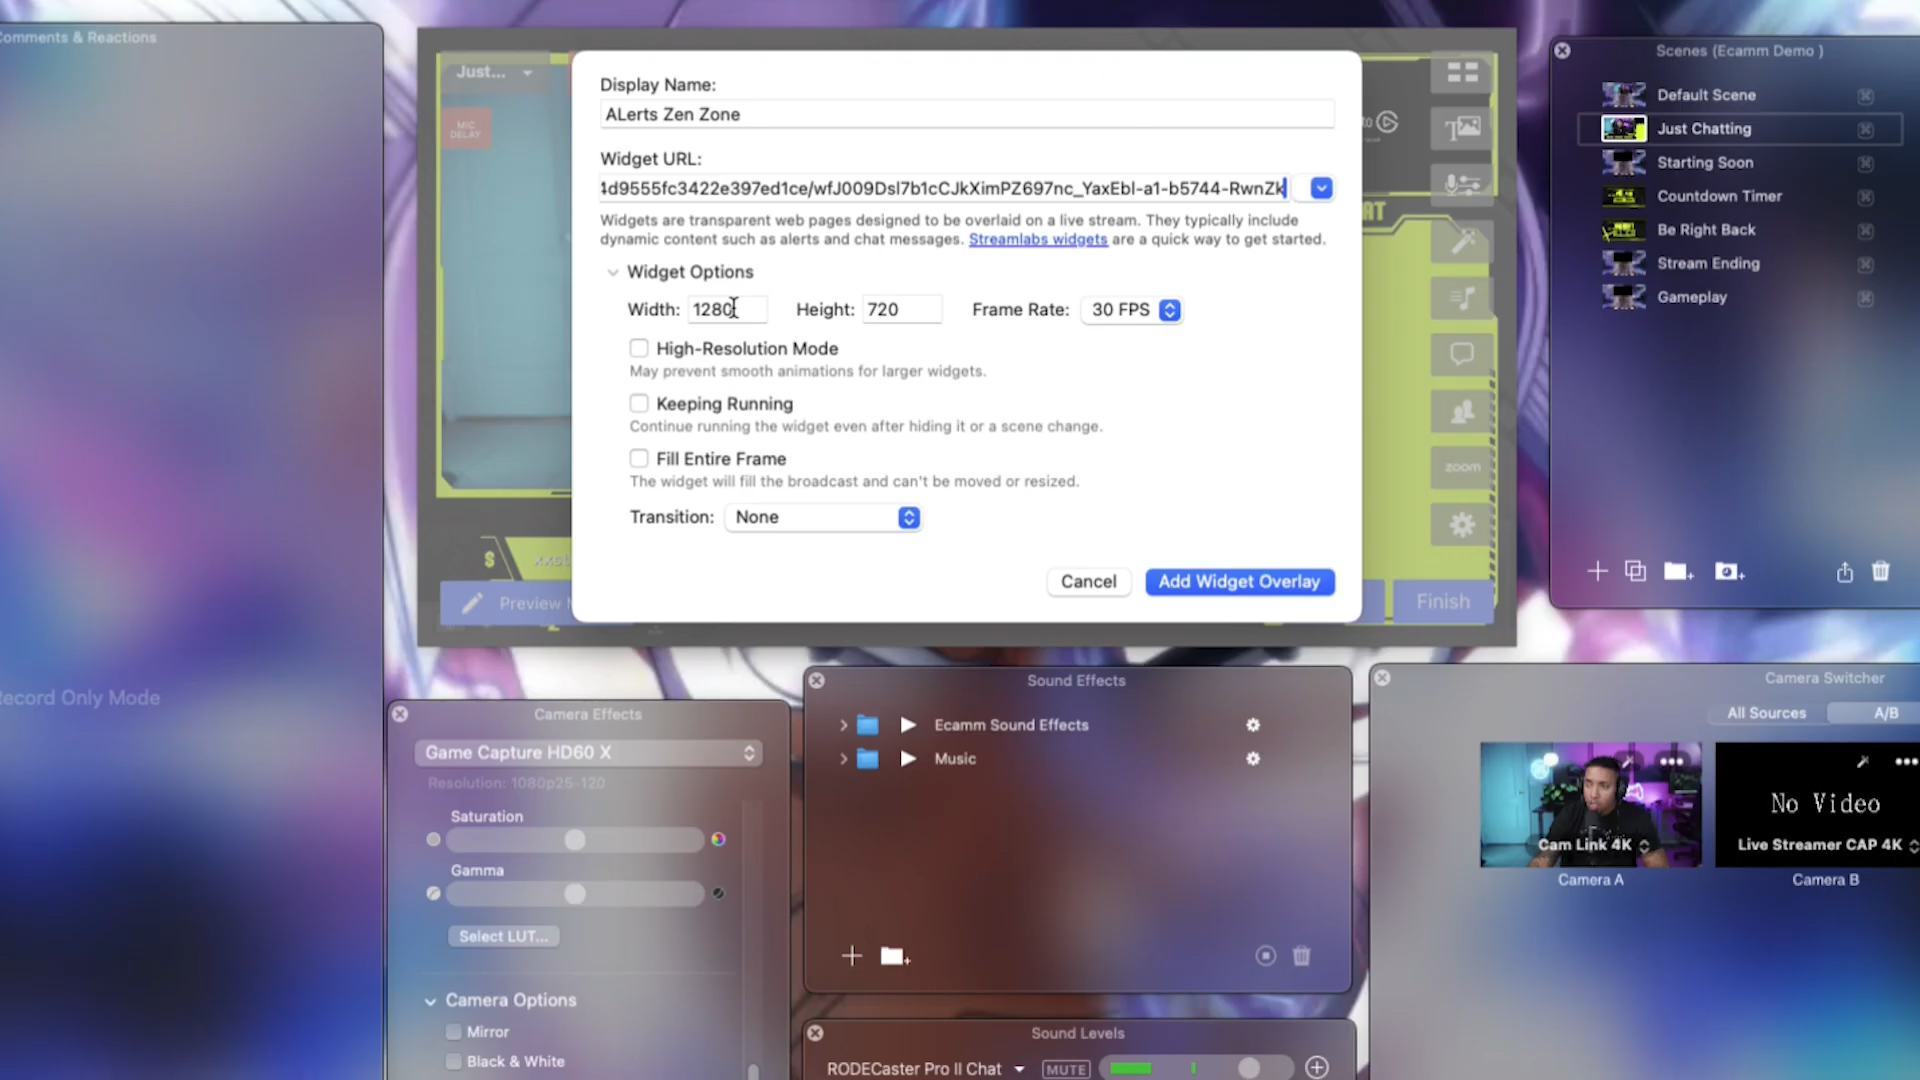 Comments & Reactions
Record Only Mode
Just...
MIC
DELAY
$
Preview
Finish
zoom
Display Name:
ALerts Zen Zone
Widget URL:
4d9555fc3422e397ed1ce/wfJ009Dsl7b1cCJkXimPZ697nc_YaxEbI-a1-b5744-RwnZk
Widgets are transparent web pages designed to be overlaid on a live stream. They typically include
dynamic content such as alerts and chat messages. Streamlabs widgets are a quick way to get started.
Widget Options
Width: 1280 Height: 720 Frame Rate: 30 FPS
High-Resolution Mode
May prevent smooth animations for larger widgets.
Keeping Running
Continue running the widget even after hiding it or a scene change.
Fill Entire Frame
The widget will fill the broadcast and can't be moved or resized.
Transition: None
Cancel Add Widget Overlay
Scenes (Ecamm Demo )
Default Scene
Just Chatting
Starting Soon
Countdown Timer
Be Right Back
Stream Ending
Gameplay
Camera Effects
Game Capture HD60 X
Resolution: 1080p25-120
Saturation
Gamma
Select LUT...
Camera Options
Mirror
Black & White
Sound Effects
Ecamm Sound Effects
Music
Sound Levels
RODECaster Pro II Chat MUTE
Camera Switcher
All Sources A/B
Cam Link 4K
Camera A
No Video
Live Streamer CAP 4K
Camera B